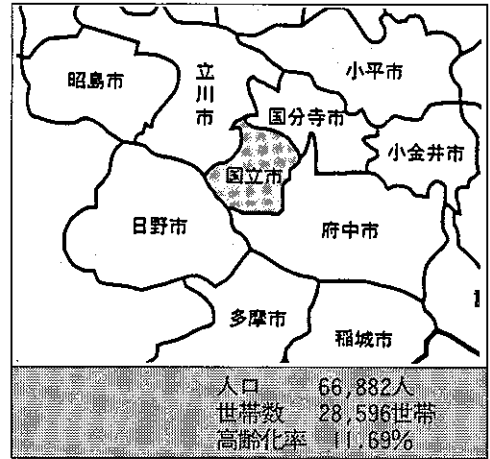 昭島市
立川市
小平市
国分寺市
小金井市
国立市
日野市
府中市
多摩市
稲城市
人口 66,882人
世帯数 28,596世帯
高齢化率 11.69%